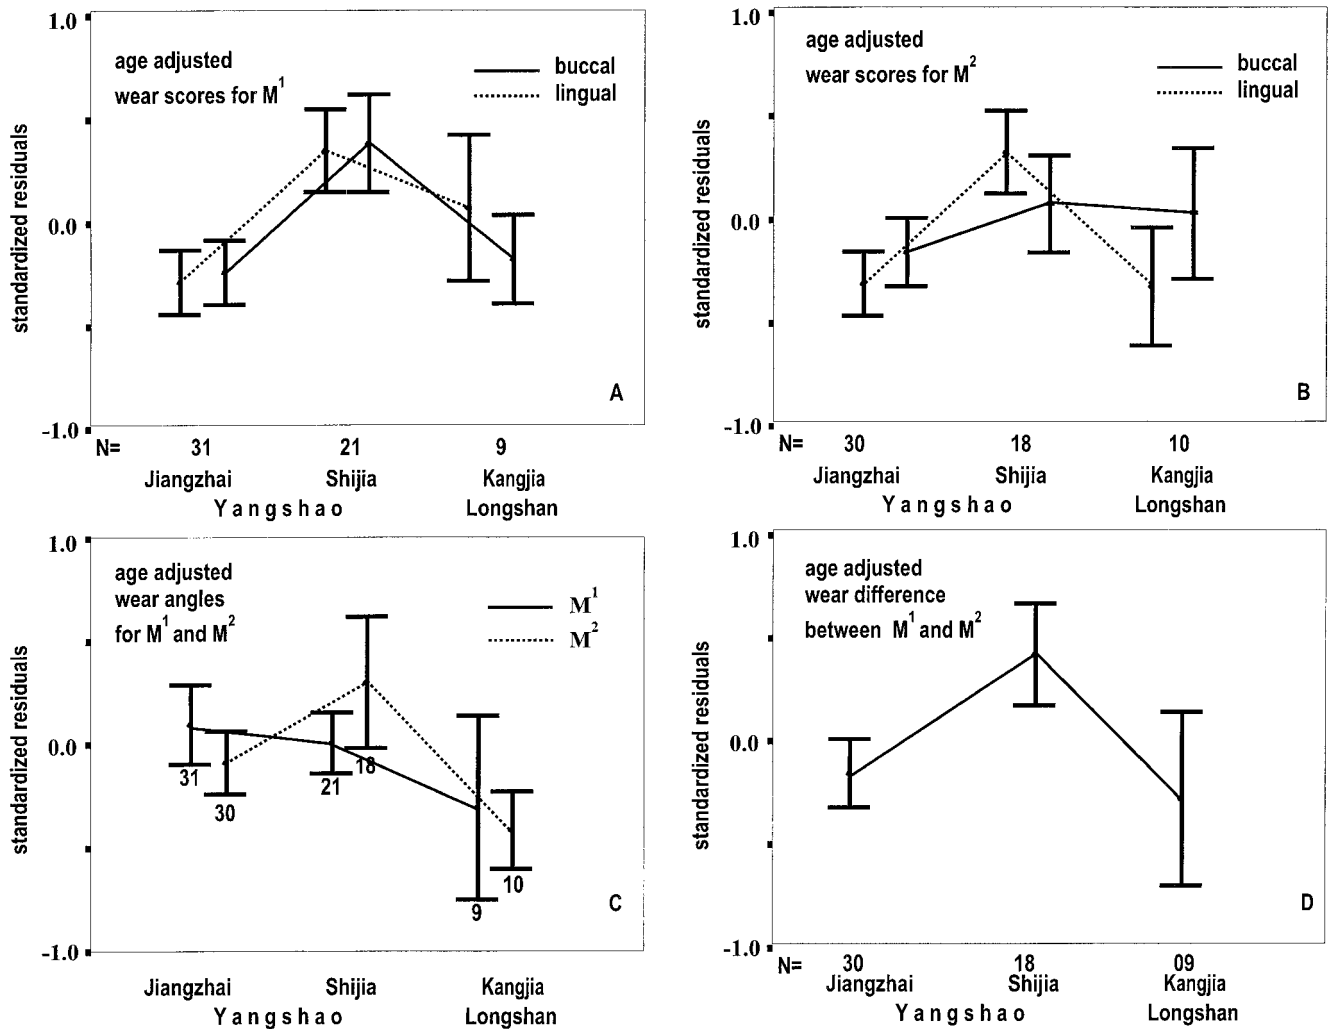 1.0
age adjusted
wear scores for M¹
buccal
lingual
standardized residuals
0.0
A
-1.0
N= 31 21 9
Jiangzhai Shijia Kangjia
Yangshao Longshan
1.0
age adjusted
wear scores for M²
buccal
lingual
standardized residuals
0.0
B
-1.0
N= 30 18 10
Jiangzhai Shijia Kangjia
Yangshao Longshan
1.0
age adjusted
wear angles
for M¹ and M²
M¹
M²
standardized residuals
0.0
31
30
21
18
9
10
C
-1.0
Jiangzhai Shijia Kangjia
Yangshao Longshan
1.0
age adjusted
wear difference
between M¹ and M²
standardized residuals
0.0
D
-1.0
N= 30 18 09
Jiangzhai Shijia Kangjia
Yangshao Longshan